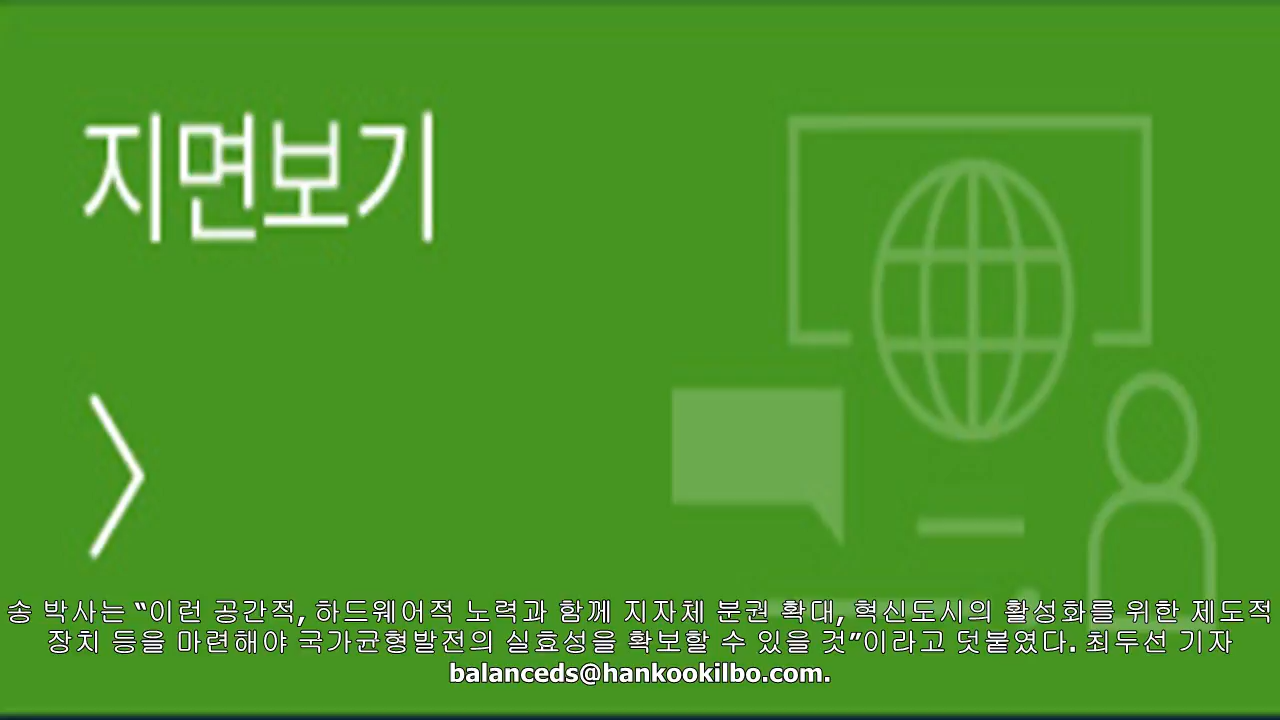 지면보기
송 박사는 “이런 공간적, 하드웨어적 노력과 함께 지자체 분권 확대, 혁신도시의 활성화를 위한 제도적
장치 등을 마련해야 국가균형발전의 실효성을 확보할 수 있을 것”이라고 덧붙였다. 최두선 기자
balanceds@hankookilbo.com.